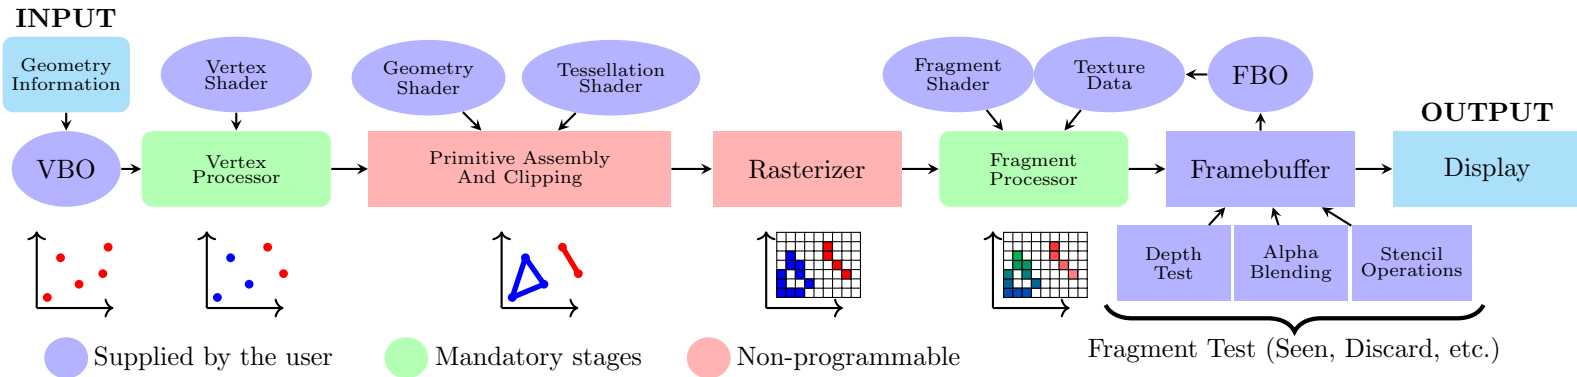 INPUT
Geometry
Information
Vertex
Shader
Geometry
Shader
Tessellation
Shader
Fragment
Shader
Texture
Data
FBO
OUTPUT
VBO
Vertex
Processor
Primitive Assembly
And Clipping
Rasterizer
Fragment
Processor
Framebuffer
Display
Depth
Test
Alpha
Blending
Stencil
Operations
Fragment Test (Seen, Discard, etc.)
Supplied by the user
Mandatory stages
Non-programmable